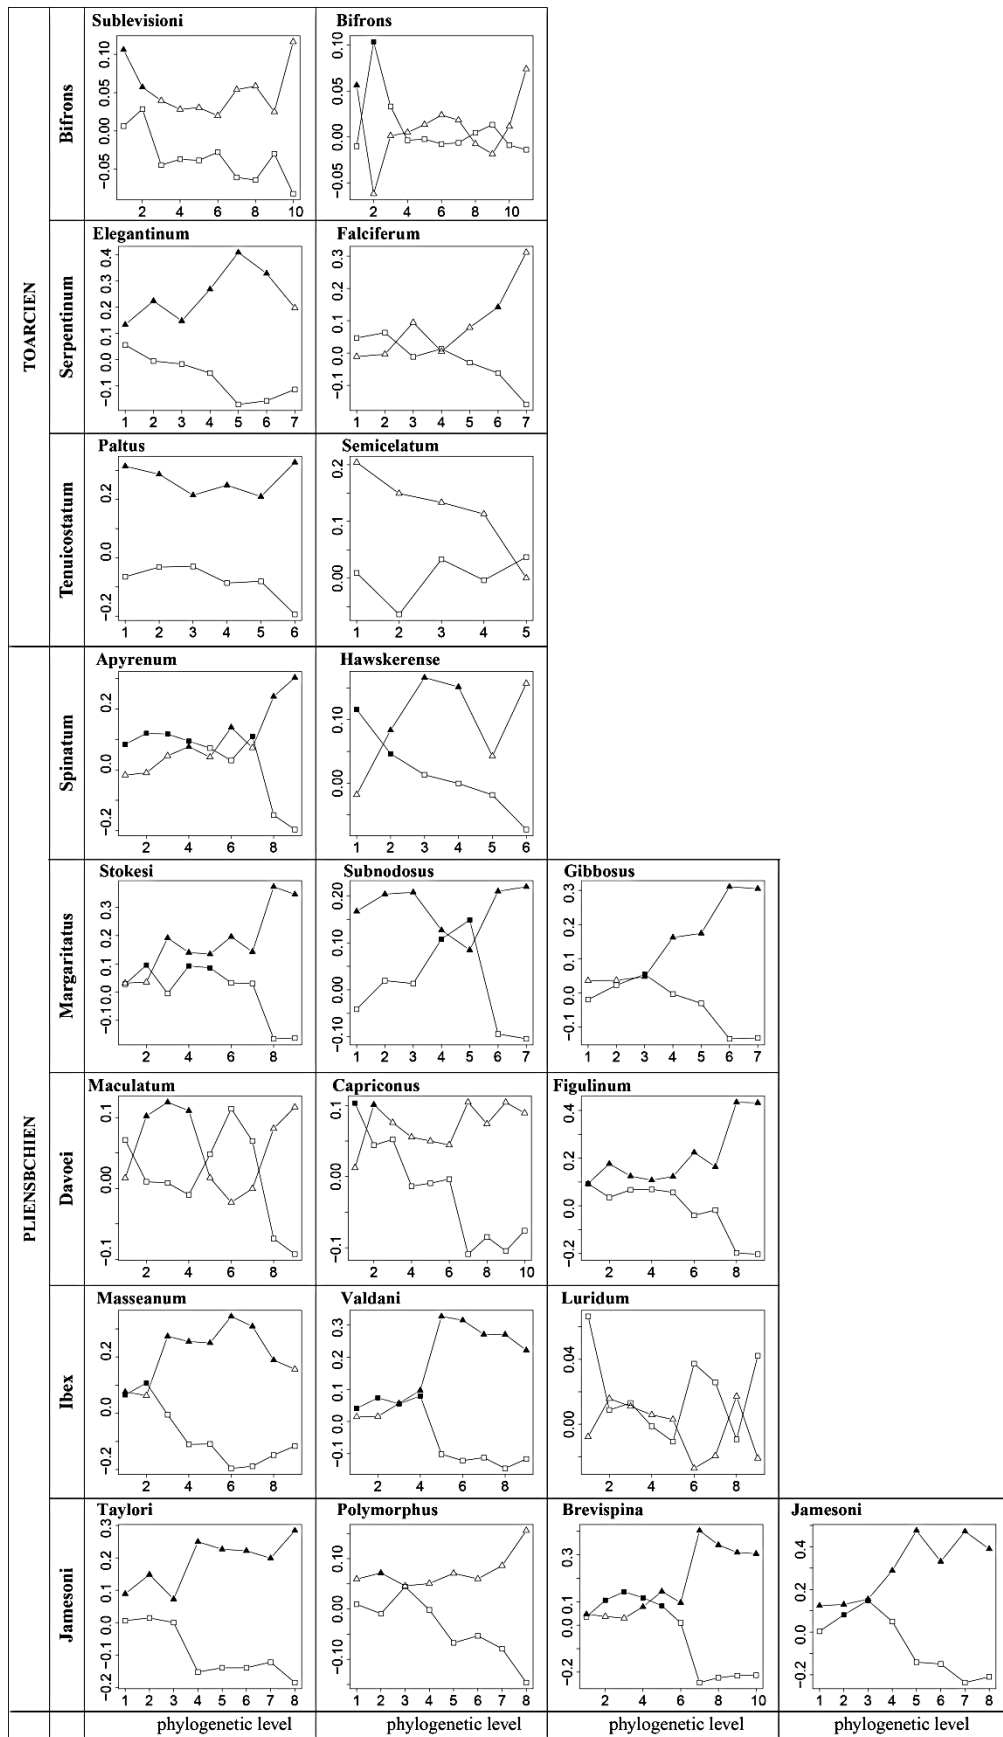 TOARCIEN
Bifrons
Sublevisioni
−0.05 0.00 0.05 0.10
2 4 6 8 10
Bifrons
−0.05 0.00 0.05 0.10
2 4 6 8 10
Serpentinum
Elegantinum
−0.1 0.0 0.1 0.2 0.3 0.4
1 2 3 4 5 6 7
Falciferum
−0.1 0.0 0.1 0.3
1 2 3 4 5 6 7
Tenuicostatum
Paltus
−0.2 0.0 0.2
1 2 3 4 5 6
Semicelatum
0.00 0.1 0.2
1 2 3 4 5
PLIENSBCHIEN
Spinatum
Apyrenum
−0.2 0.0 0.2
2 4 6 8
Hawskerense
0.00 0.10
1 2 3 4 5 6
Margaritatus
Stokesi
−0.10 0.0 0.1 0.3
2 4 6 8
Subnodosus
−0.10 0.00 0.10 0.20
1 2 3 4 5 6 7
Gibbosus
−0.1 0.0 0.1 0.3
1 2 3 4 5 6 7
Davoei
Maculatum
−0.1 0.00 0.1
2 4 6 8
Capriconus
−0.1 0.00 0.1
2 4 6 8 10
Figulinum
−0.2 0.0 0.2 0.4
2 4 6 8
Ibex
Masseanum
−0.2 0.0 0.2
2 4 6 8
Valdani
−0.1 0.0 0.1 0.3
2 4 6 8
Luridum
0.00 0.04
2 4 6 8
Jamesoni
Taylori
−0.2 −0.1 0.0 0.1 0.2 0.3
1 2 3 4 5 6 7 8
Polymorphus
−0.10 0.00 0.10
1 2 3 4 5 6 7 8
Brevispina
−0.2 0.0 0.1 0.3
2 4 6 8 10
Jamesoni
−0.2 0.0 0.2 0.4
1 2 3 4 5 6 7 8
phylogenetic level
phylogenetic level
phylogenetic level
phylogenetic level